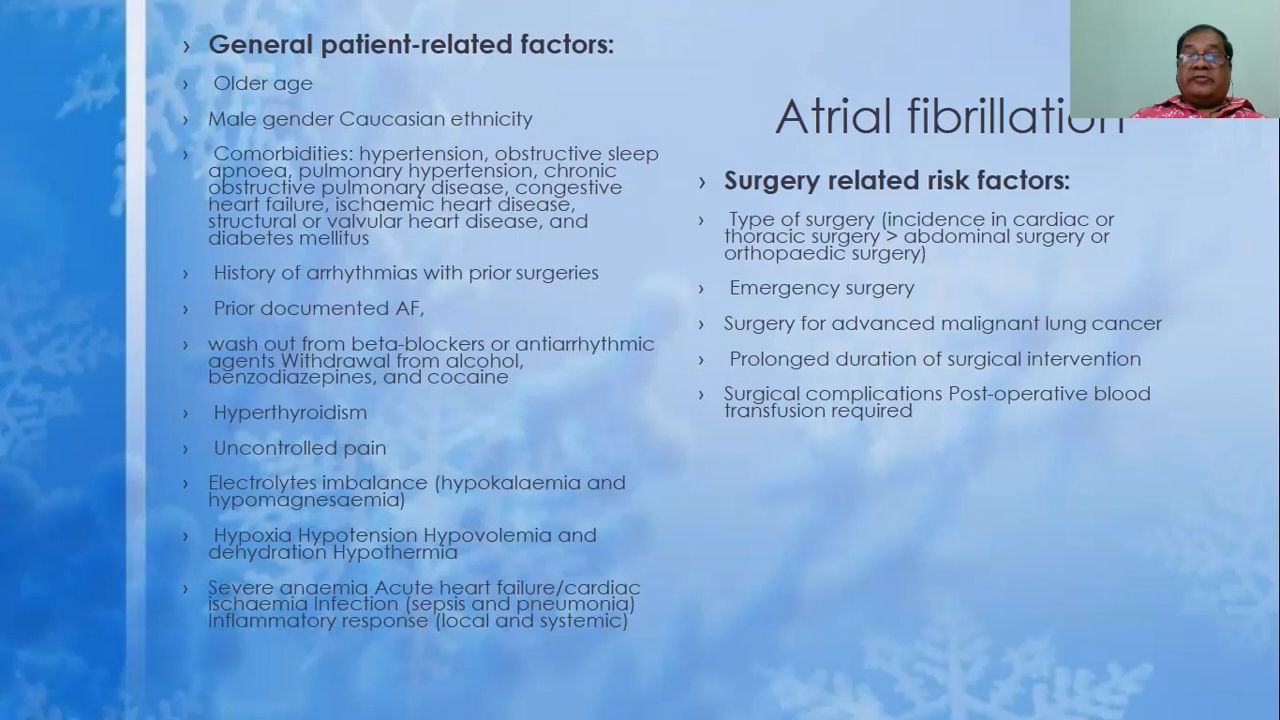 General patient-related factors:
Older age
Male gender Caucasian ethnicity
Comorbidities: hypertension, obstructive sleep
apnoea, pulmonary hypertension, chronic
obstructive pulmonary disease, congestive
heart failure, ischaemic heart disease,
structural or valvular heart disease, and
diabetes mellitus
History of arrhythmias with prior surgeries
Prior documented AF,
wash out from beta-blockers or antiarrhythmic
agents Withdrawal from alcohol,
benzodiazepines, and cocaine
Hyperthyroidism
Uncontrolled pain
Electrolytes imbalance (hypokalaemia and
hypomagnesaemia)
Hypoxia Hypotension Hypovolemia and
dehydration Hypothermia
Severe anaemia Acute heart failure/cardiac
ischaemia Infection (sepsis and pneumonia)
Inflammatory response (local and systemic)
Atrial fibrillation
Surgery related risk factors:
Type of surgery (incidence in cardiac or
thoracic surgery > abdominal surgery or
orthopaedic surgery)
Emergency surgery
Surgery for advanced malignant lung cancer
Prolonged duration of surgical intervention
Surgical complications Post-operative blood
transfusion required